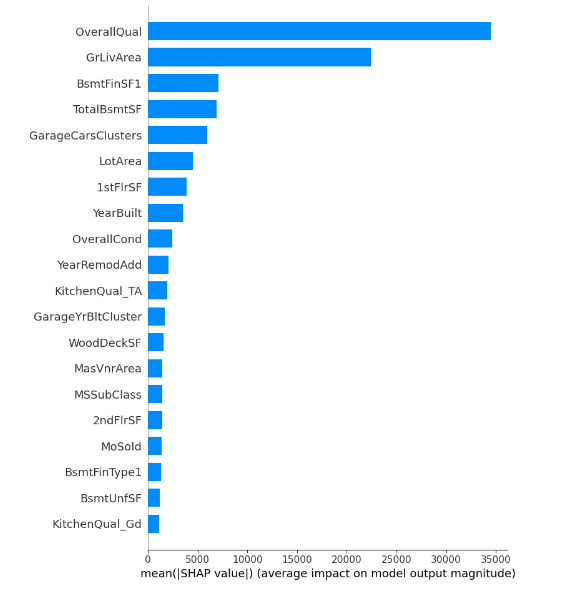 OverallQual
GrLivArea
BsmtFinSF1
TotalBsmtSF
GarageCarsClusters
LotArea
1stFlrSF
YearBuilt
OverallCond
YearRemodAdd
KitchenQual_TA
GarageYrBltCluster
WoodDeckSF
MasVnrArea
MSSubClass
2ndFlrSF
MoSold
BsmtFinType1
BsmtUnfSF
KitchenQual_Gd
0 5000 10000 15000 20000 25000 30000 35000
mean(|SHAP value|) (average impact on model output magnitude)